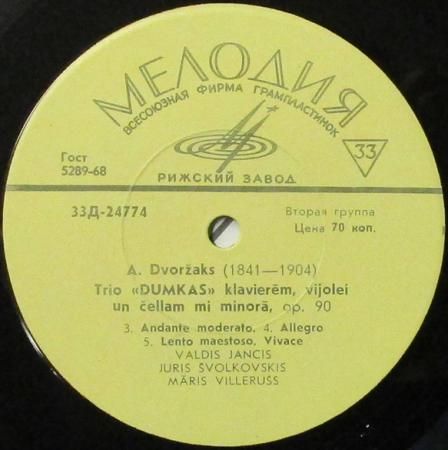 МЕЛОДИЯ
ВСЕСОЮЗНАЯ ФИРМА ГРАМПЛАСТИНОК
33
Гост
5289-68
РИЖСКИЙ ЗАВОД
33Д-24774
Вторая группа
Цена 70 коп.
A. Dvoržaks (1841—1904)
Trio «DUMKAS» klavierēm, vijolei
un čellam mi minorā, op. 90
3. Andante moderato. 4. Allegro
5. Lento maestoso. Vivace
VALDIS JANCIS
JURIS ŠVOLKOVSKIS
MĀRIS VILLERUŠS